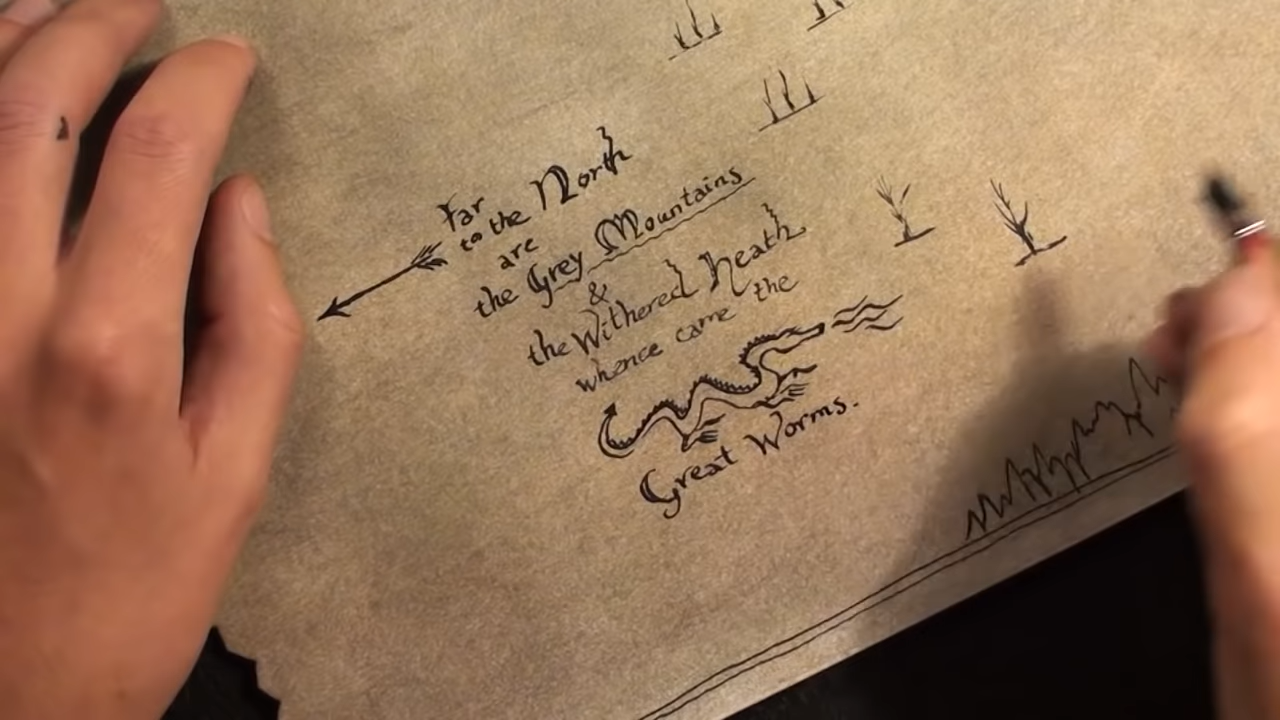 Far
to the North
are
the Grey Mountains
&
the Withered Heath
whence came the
Great Worms.